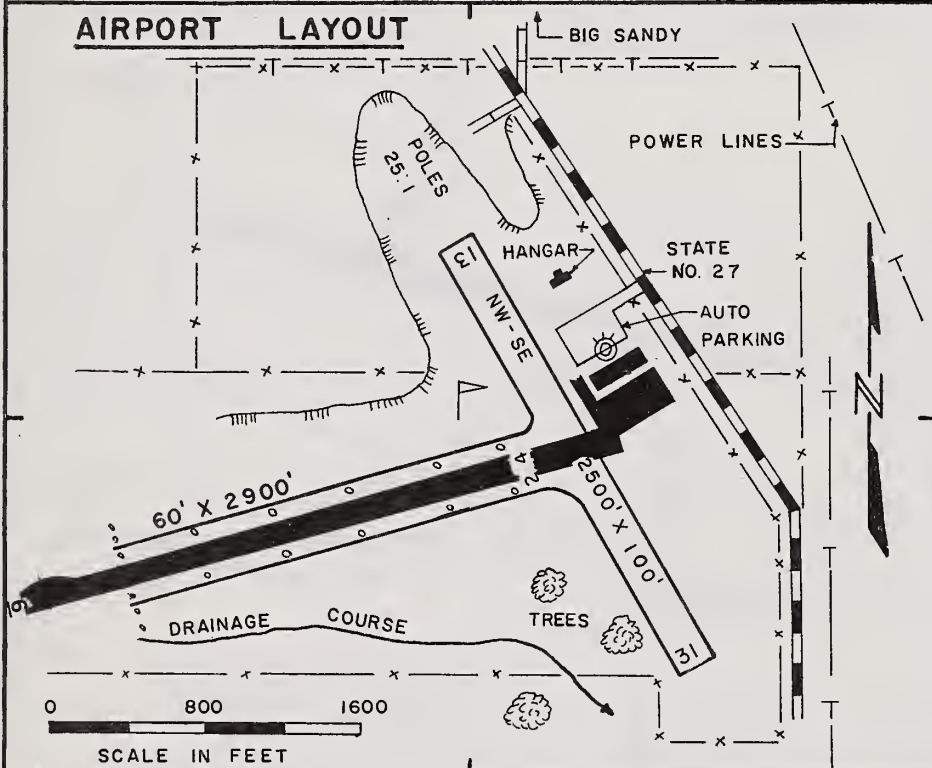 AIRPORT LAYOUT
BIG SANDY
POWER LINES
POLES
25:1
HANGAR
STATE
NO. 27
13
NW-SE
AUTO
PARKING
N
24
60' X 2900'
2500' X 100'
DRAINAGE COURSE
TREES
31
0 800 1600
SCALE IN FEET